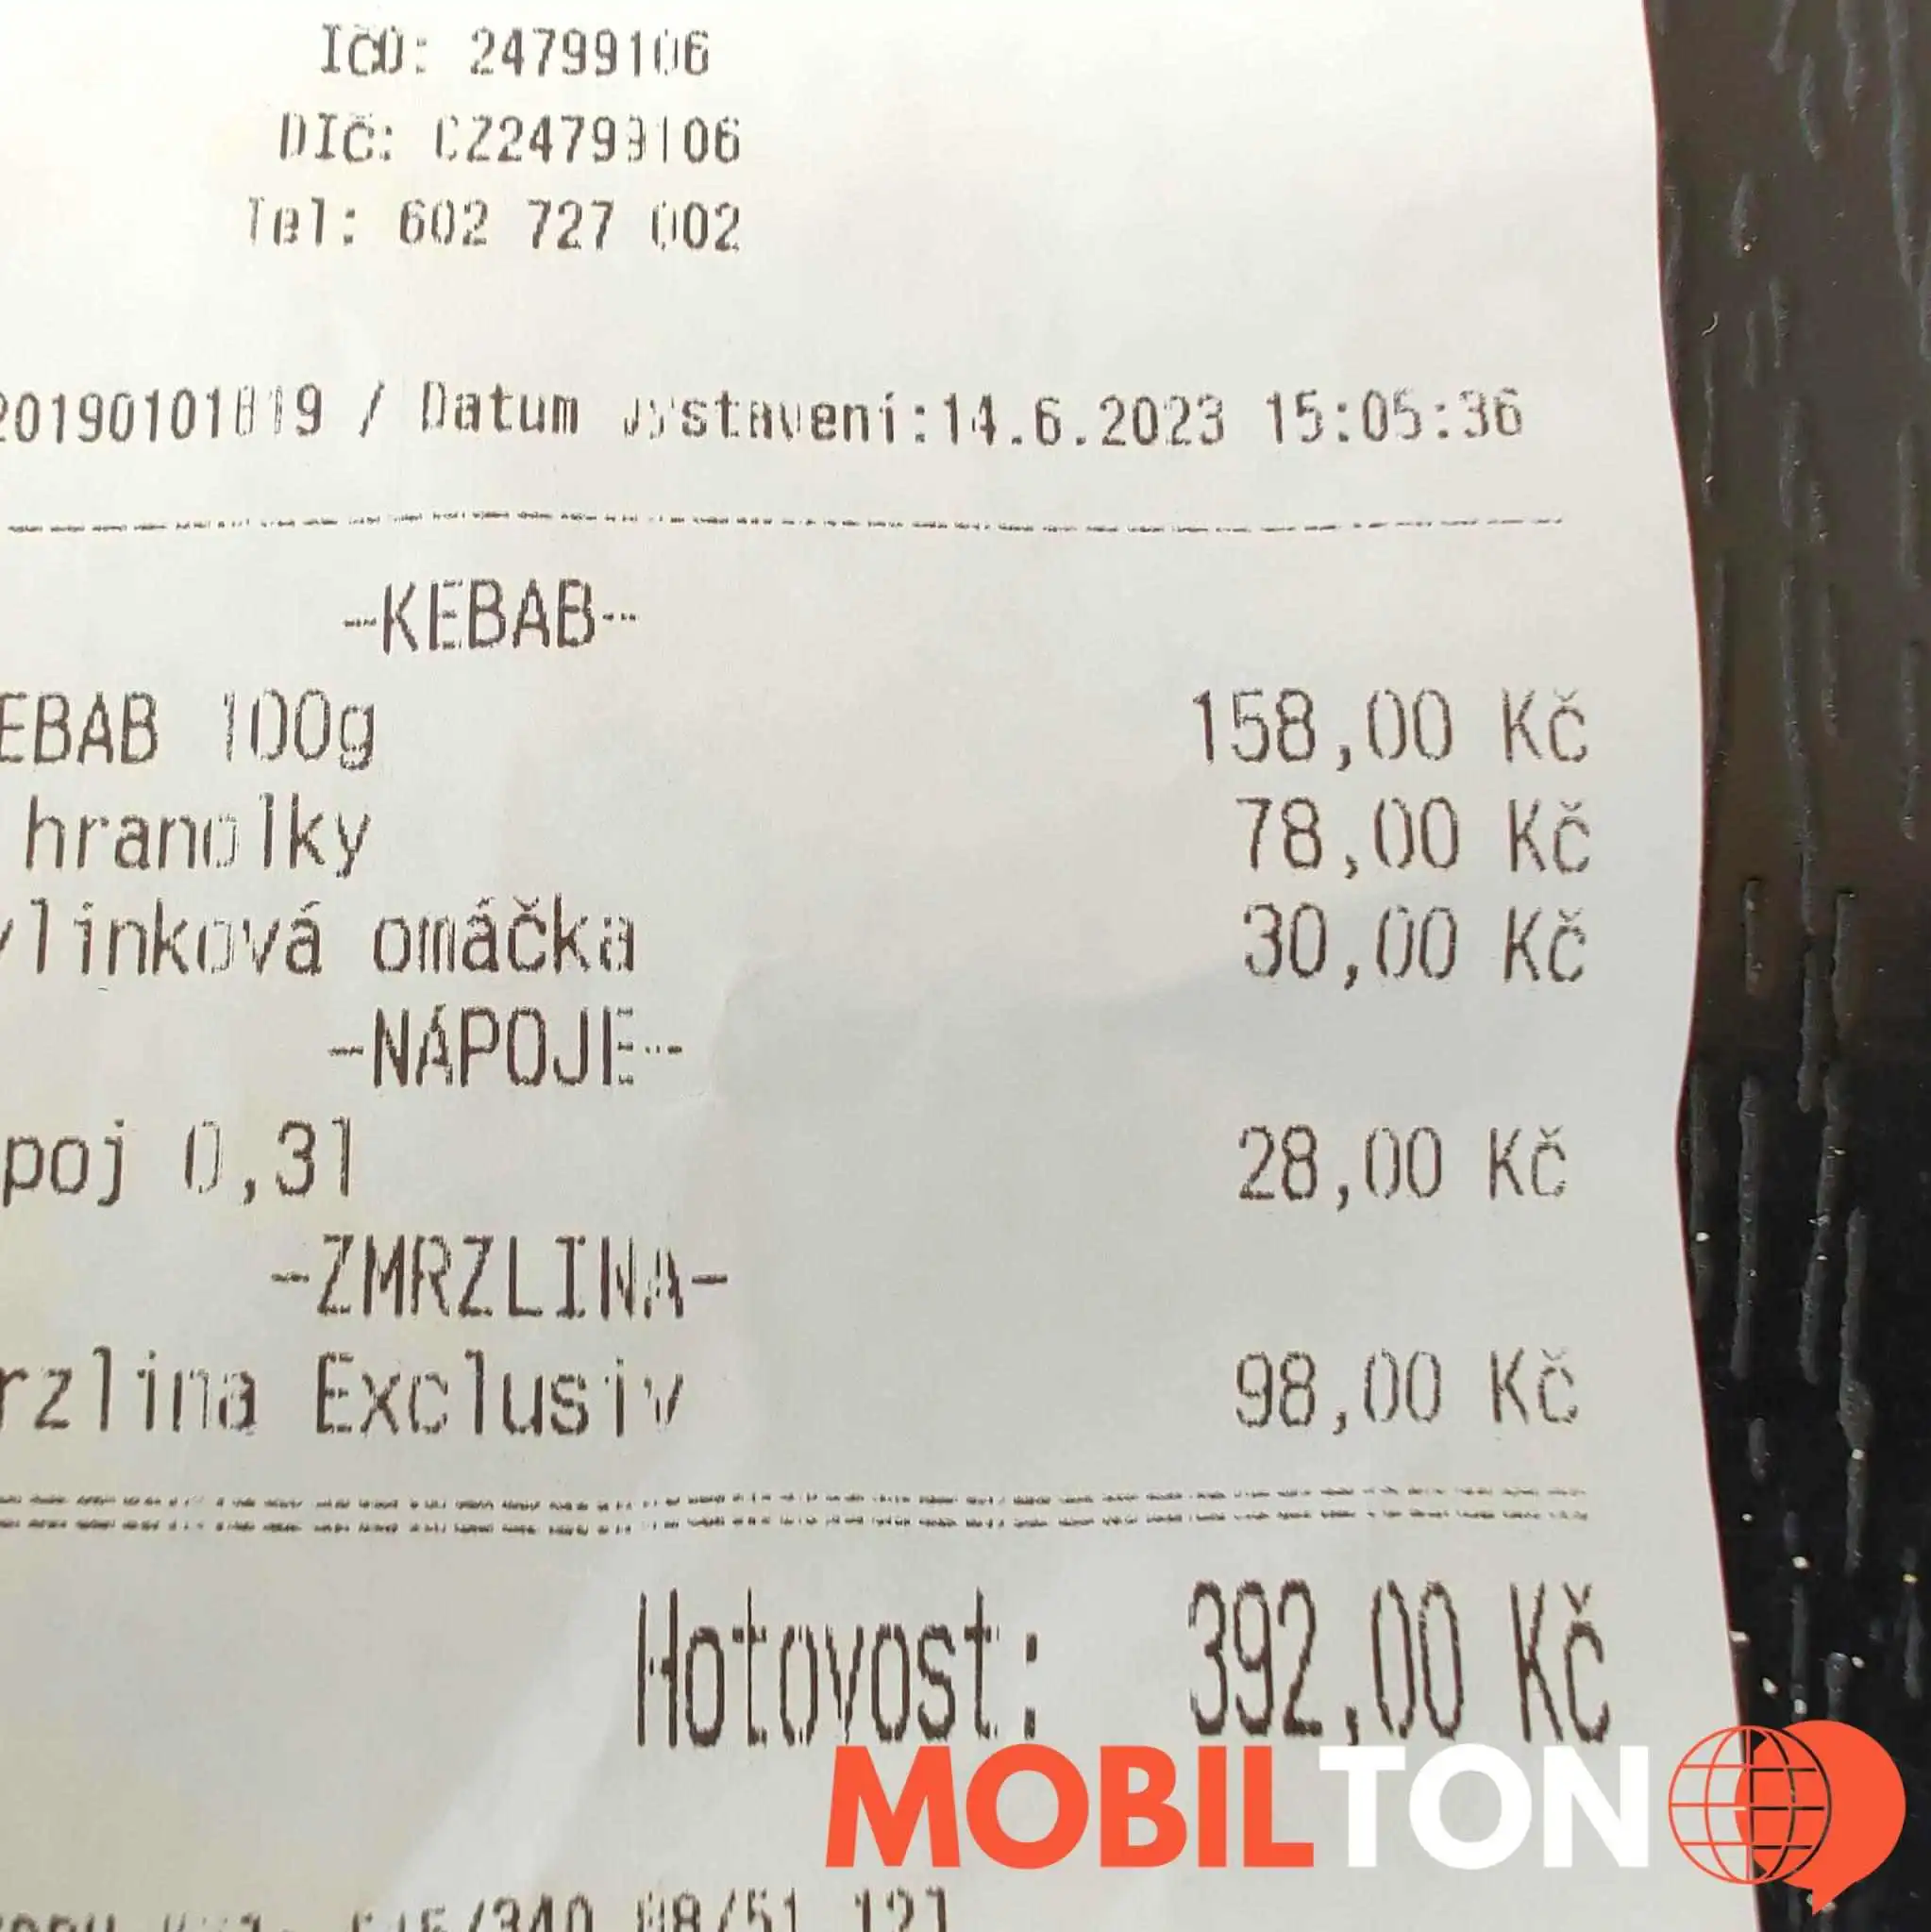 IČO: 24799106
DIČ: CZ24799106
Tel: 602 727 002
20190101819 / Datum vystavení:14.6.2023 15:05:36
-KEBAB-
EBAB 100g 158,00 Kč
hranolky 78,00 Kč
ylinková omáčka 30,00 Kč
-NÁPOJE-
poj 0,3l 28,00 Kč
-ZMRZLINA-
rzlina Exclusiv 98,00 Kč
Hotovost: 392,00 Kč
MOBILTON